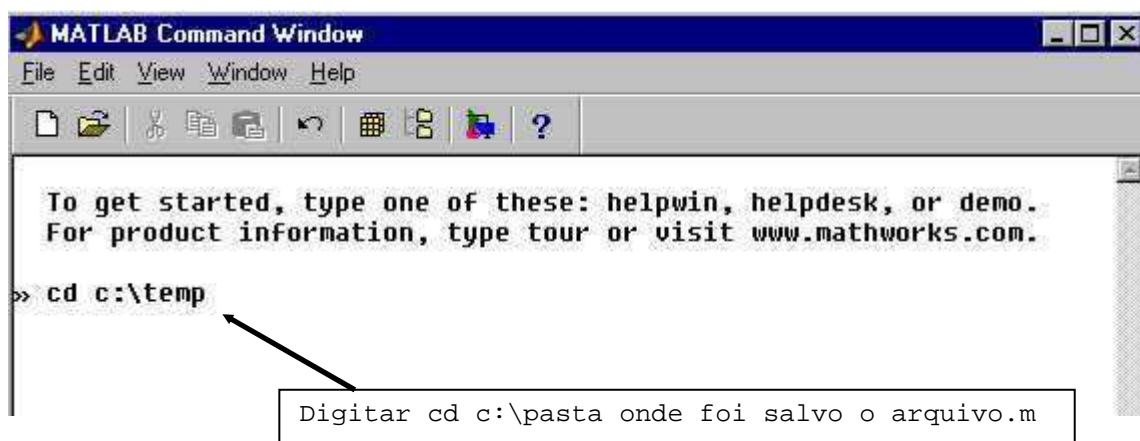 MATLAB Command Window
File Edit View Window Help
?
To get started, type one of these: helpwin, helpdesk, or demo.
For product information, type tour or visit www.mathworks.com.
» cd c:\temp
Digitar cd c:\pasta onde foi salvo o arquivo.m